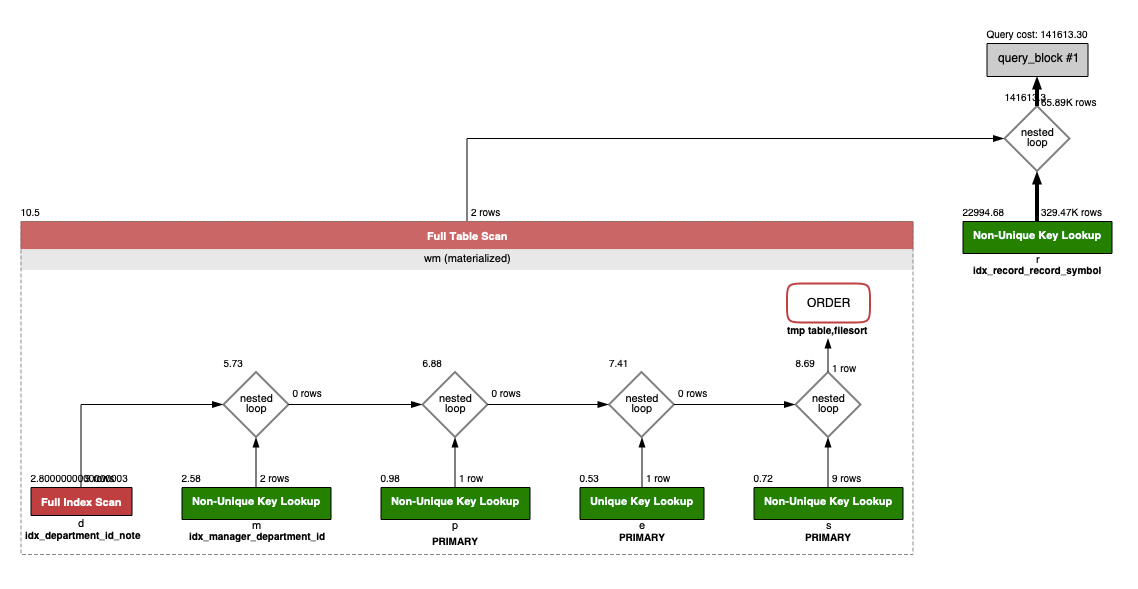 Query cost: 141613.30
query_block #1
141613.3
65.89K rows
nested
loop
10.5
2 rows
22994.68
329.47K rows
Full Table Scan
Non-Unique Key Lookup
wm (materialized)
r
idx_record_record_symbol
ORDER
tmp table,filesort
5.73
6.88
7.41
8.69
1 row
nested
loop
0 rows
nested
loop
0 rows
nested
loop
0 rows
nested
loop
2.8000000000000003
2.58
2 rows
0.98
1 row
0.53
1 row
0.72
9 rows
Full Index Scan
Non-Unique Key Lookup
Non-Unique Key Lookup
Unique Key Lookup
Non-Unique Key Lookup
d
m
p
e
s
idx_department_id_note
idx_manager_department_id
PRIMARY
PRIMARY
PRIMARY